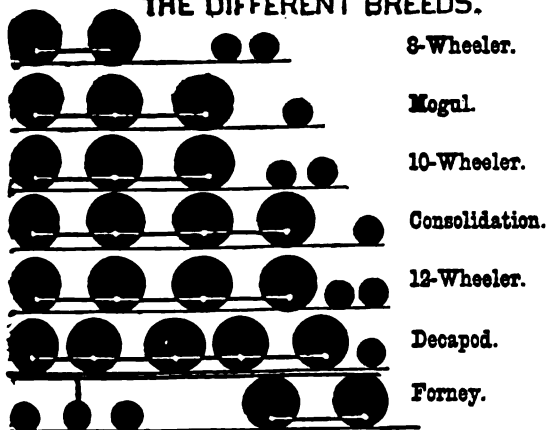 THE DIFFERENT BREEDS.
8-Wheeler.
Mogul.
10-Wheeler.
Consolidation.
12-Wheeler.
Decapod.
Forney.